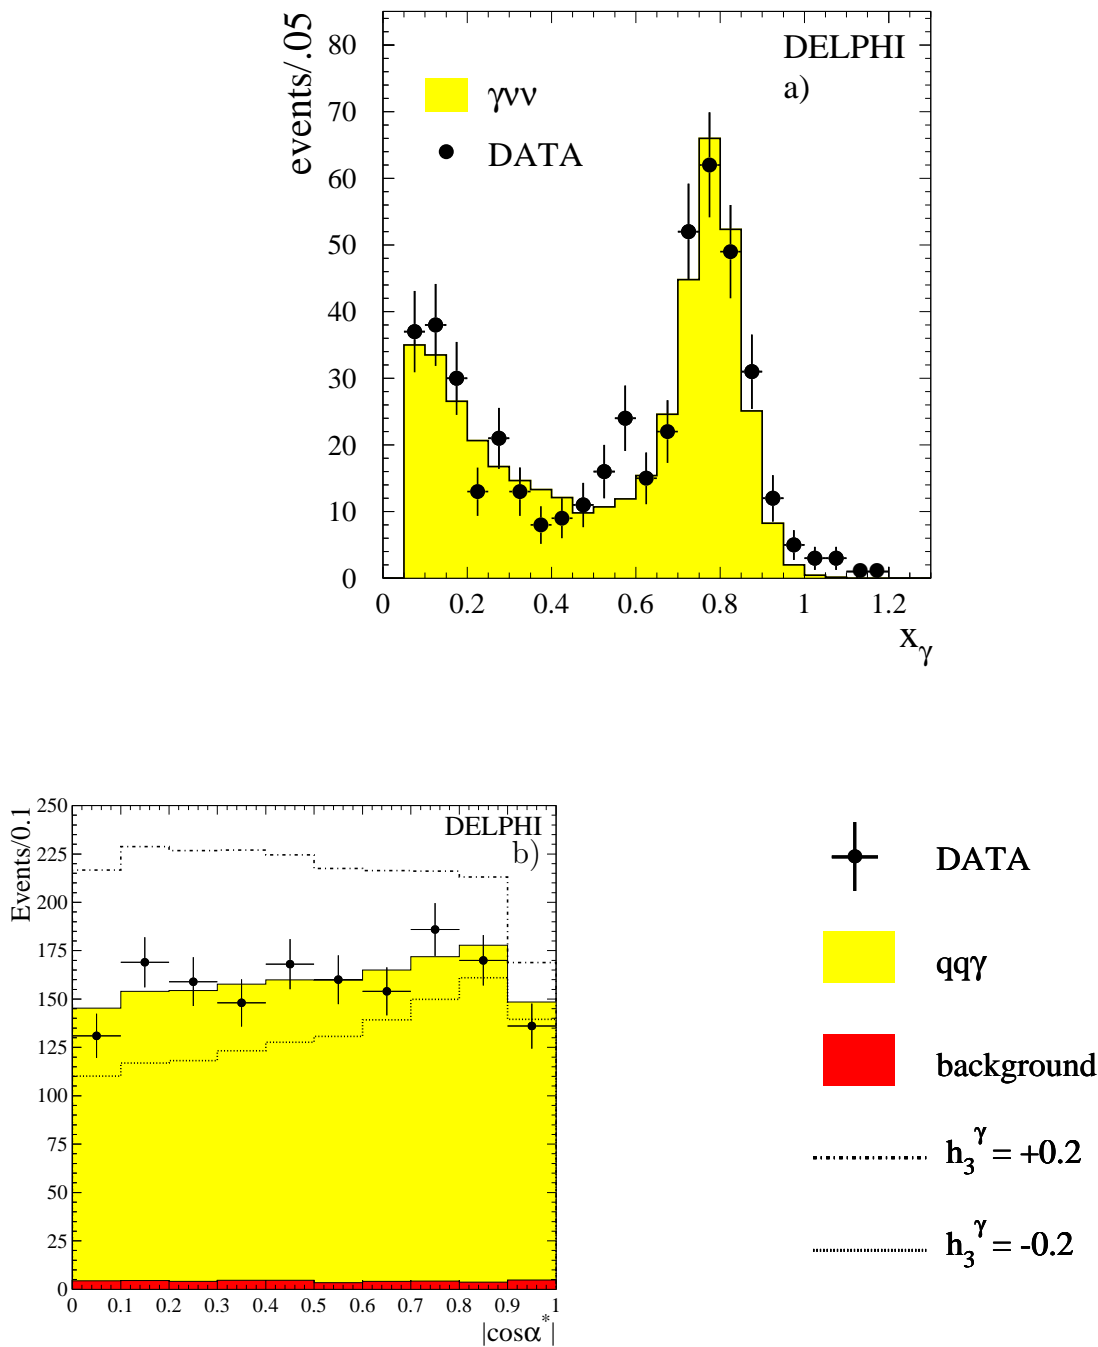 events/.05
80
70
60
50
40
30
20
10
0
DELPHI
a)
γνν
DATA
0 0.2 0.4 0.6 0.8 1 1.2
xγ
Events/0.1
250
225
200
175
150
125
100
75
50
25
0
DELPHI
b)
0 0.1 0.2 0.3 0.4 0.5 0.6 0.7 0.8 0.9 1
|cosα*|
DATA
qqγ
background
h₃^γ = +0.2
h₃^γ = -0.2